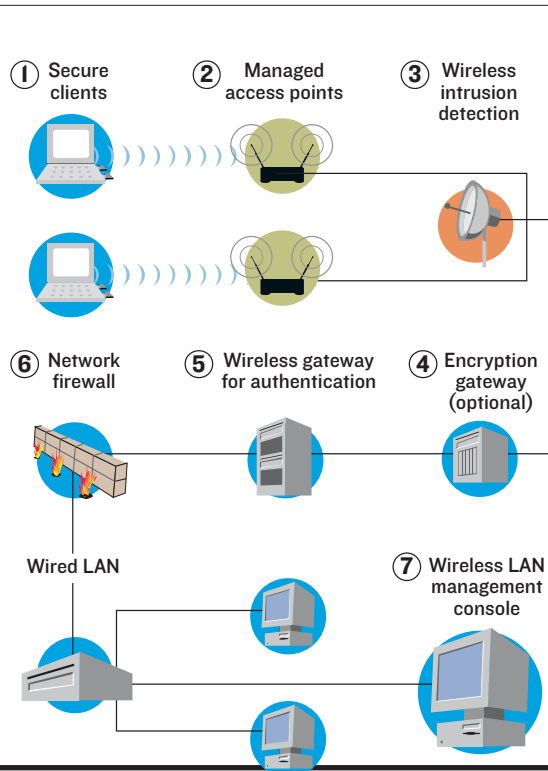 1 Secure
clients
2 Managed
access points
3 Wireless
intrusion
detection
6 Network
firewall
5 Wireless gateway
for authentication
4 Encryption
gateway
(optional)
Wired LAN
7 Wireless LAN
management
console